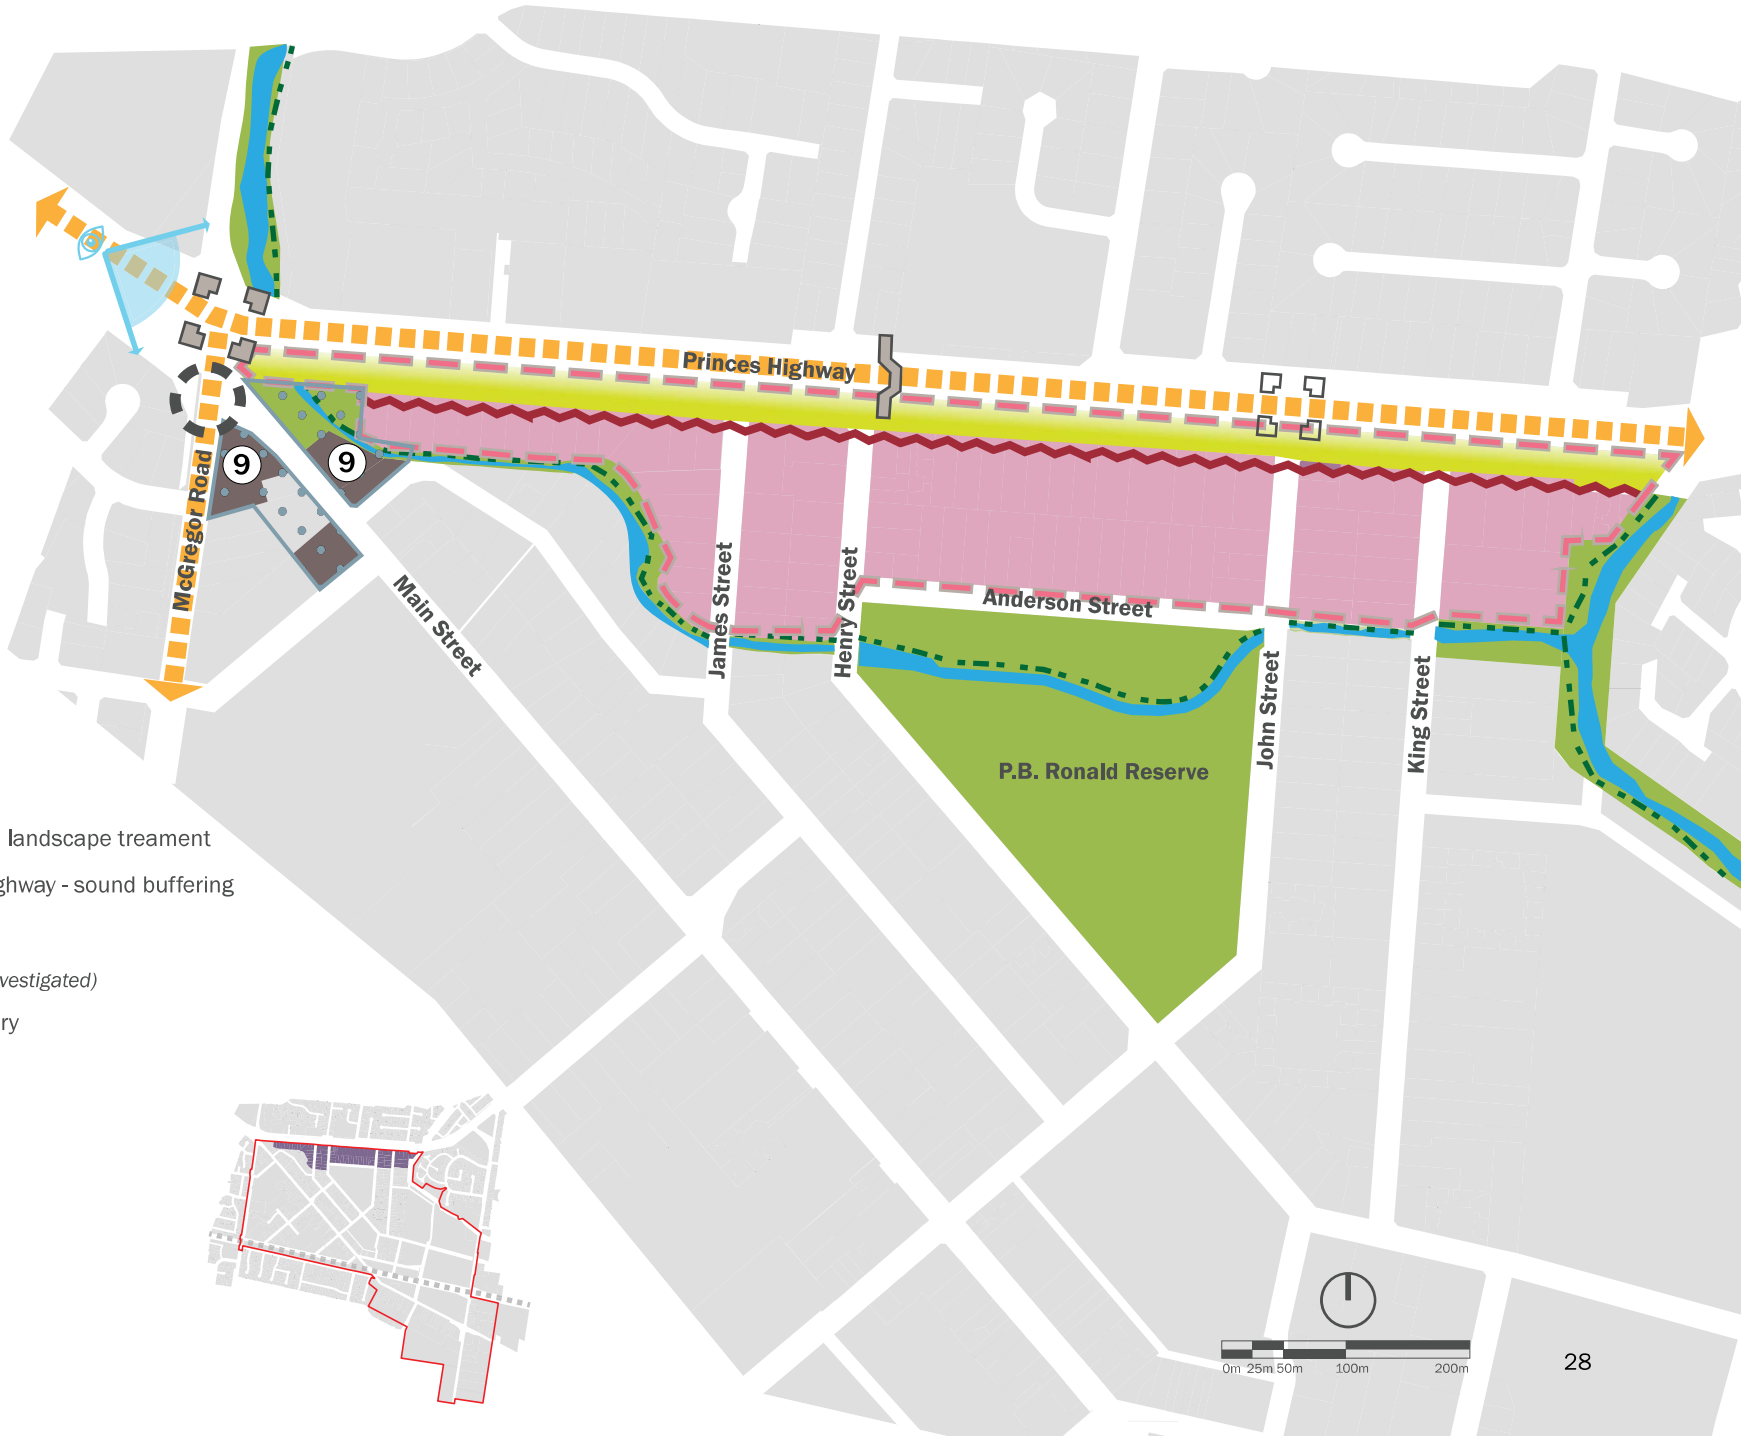 Princes Highway
9
9
McGregor Road
Main Street
James Street
Henry Street
Anderson Street
John Street
King Street
P.B. Ronald Reserve
landscape treament
ghway - sound buffering
vestigated)
ry
0m 25m 50m 100m 200m
28